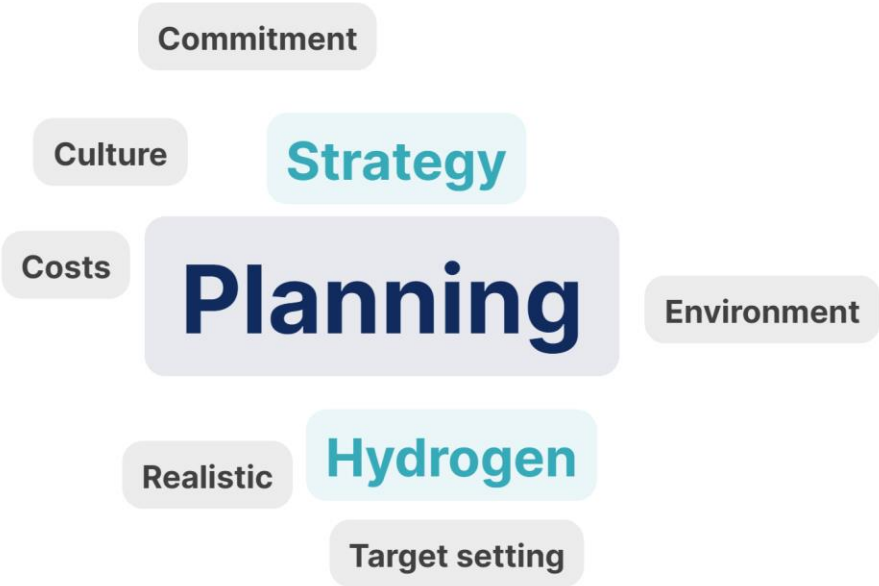 Commitment
Culture
Strategy
Costs
Planning
Environment
Hydrogen
Realistic
Target setting